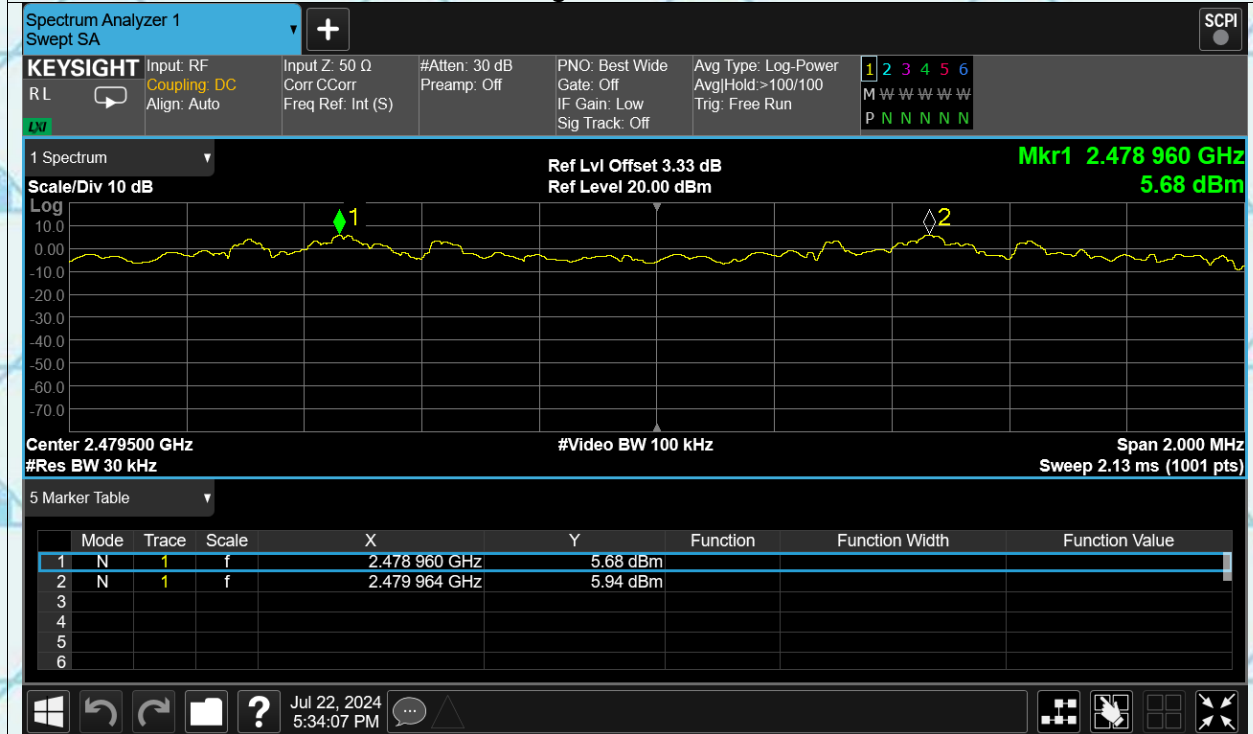 Spectrum Analyzer 1
Swept SA
+
SCPI
KEYSIGHT
RL
LXI
Input: RF
Coupling: DC
Align: Auto
Input Z: 50 Ω
Corr CCorr
Freq Ref: Int (S)
#Atten: 30 dB
Preamp: Off
PNO: Best Wide
Gate: Off
IF Gain: Low
Sig Track: Off
Avg Type: Log-Power
Avg|Hold:>100/100
Trig: Free Run
1 2 3 4 5 6
M W W W W W
P N N N N N
1 Spectrum
Scale/Div 10 dB
Ref Lvl Offset 3.33 dB
Ref Level 20.00 dBm
Mkr1 2.478 960 GHz
5.68 dBm
Log
10.0
0.00
-10.0
-20.0
-30.0
-40.0
-50.0
-60.0
-70.0
1
2
Center 2.479500 GHz
#Video BW 100 kHz
Span 2.000 MHz
#Res BW 30 kHz
Sweep 2.13 ms (1001 pts)
5 Marker Table
Mode Trace Scale X Y Function Function Width Function Value
1 N 1 f 2.478 960 GHz 5.68 dBm
2 N 1 f 2.479 964 GHz 5.94 dBm
3
4
5
6
?
Jul 22, 2024
5:34:07 PM